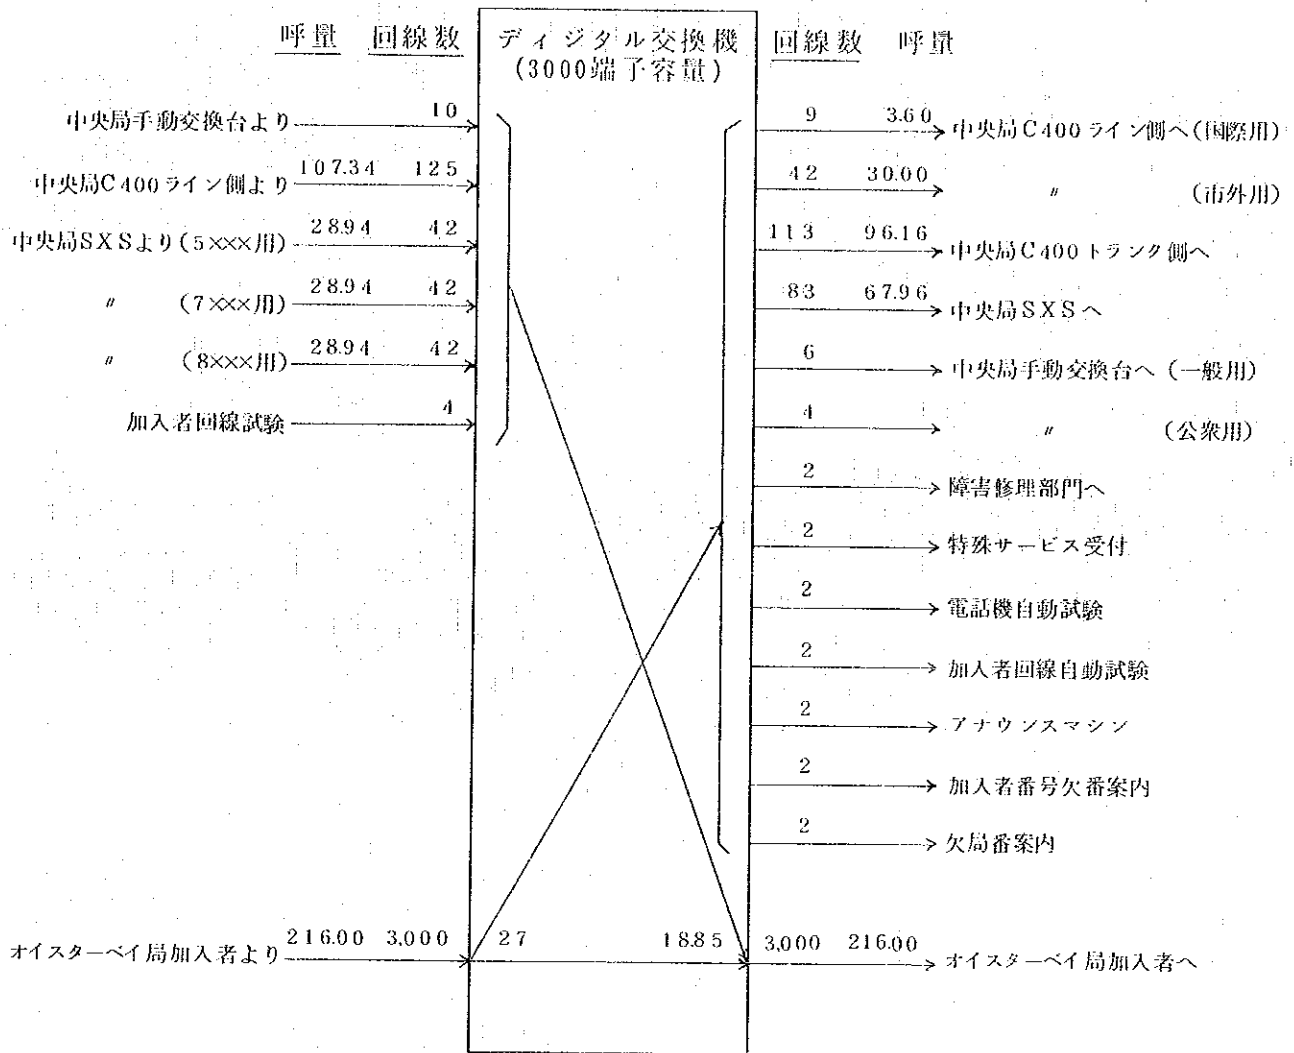 呼量 回線数 ディジタル交換機 回線数 呼量
(3000端子容量)
中央局手動交換台より 10
中央局C400ライン側より 107.34 125
中央局SXSより(5×××用) 28.94 42
〃 (7×××用) 28.94 42
〃 (8×××用) 28.94 42
加入者回線試験 4
9 3.60 中央局C400ライン側へ(国際用)
42 30.00 〃 (市外用)
113 96.16 中央局C400トランク側へ
83 67.96 中央局SXSへ
6 中央局手動交換台へ(一般用)
4 〃 (公衆用)
2 障害修理部門へ
2 特殊サービス受付
2 電話機自動試験
2 加入者回線自動試験
2 アナウンスマシン
2 加入者番号欠番案内
2 欠局番案内
オイスターベイ局加入者より 216.00 3,000 27 18.85 3,000 216.00 オイスターベイ局加入者へ